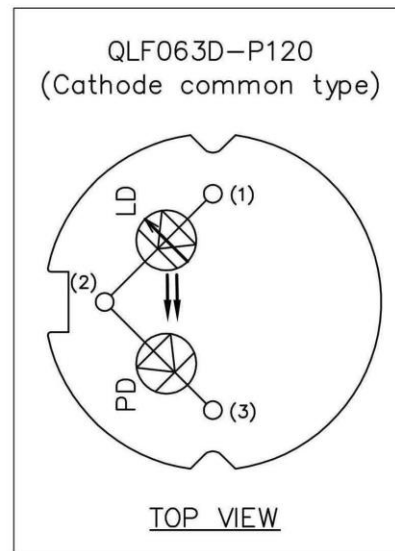 QLF063D-P120
(Cathode common type)
LD
(1)
(2)
PD
(3)
TOP VIEW